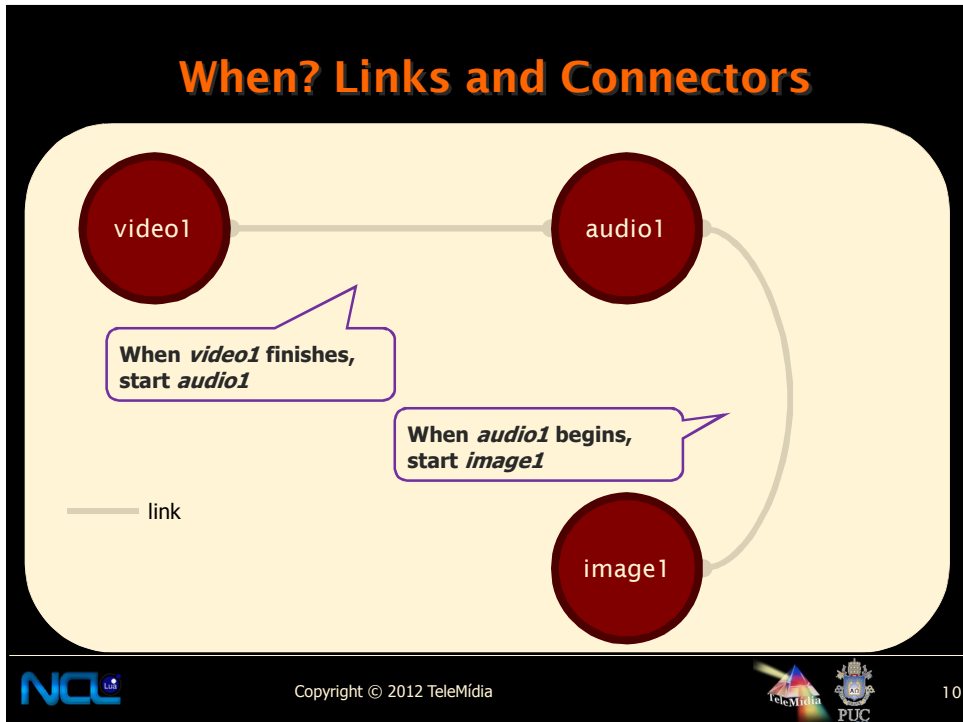 When? Links and Connectors
video1
audio1
When video1 finishes,
start audio1
When audio1 begins,
start image1
link
image1
NCL
Lua
Copyright © 2012 TeleMídia
TeleMídia
PUC
10